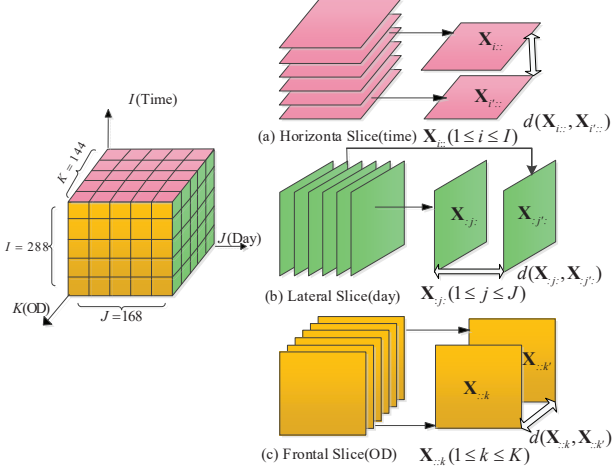 I(Time)
K = 144
I = 288
J(Day)
K(OD)
J =168
X_{i::}
X_{i'::}
d(X_{i::}, X_{i'::})
(a) Horizonta Slice(time) X_{i::}(1 ≤ i ≤ I)
X_{:j:}
X_{:j':}
d(X_{:j:}, X_{:j':})
(b) Lateral Slice(day) X_{:j:}(1 ≤ j ≤ J)
X_{::k'}
X_{::k}
d(X_{::k}, X_{::k'})
(c) Frontal Slice(OD) X_{::k}(1 ≤ k ≤ K)